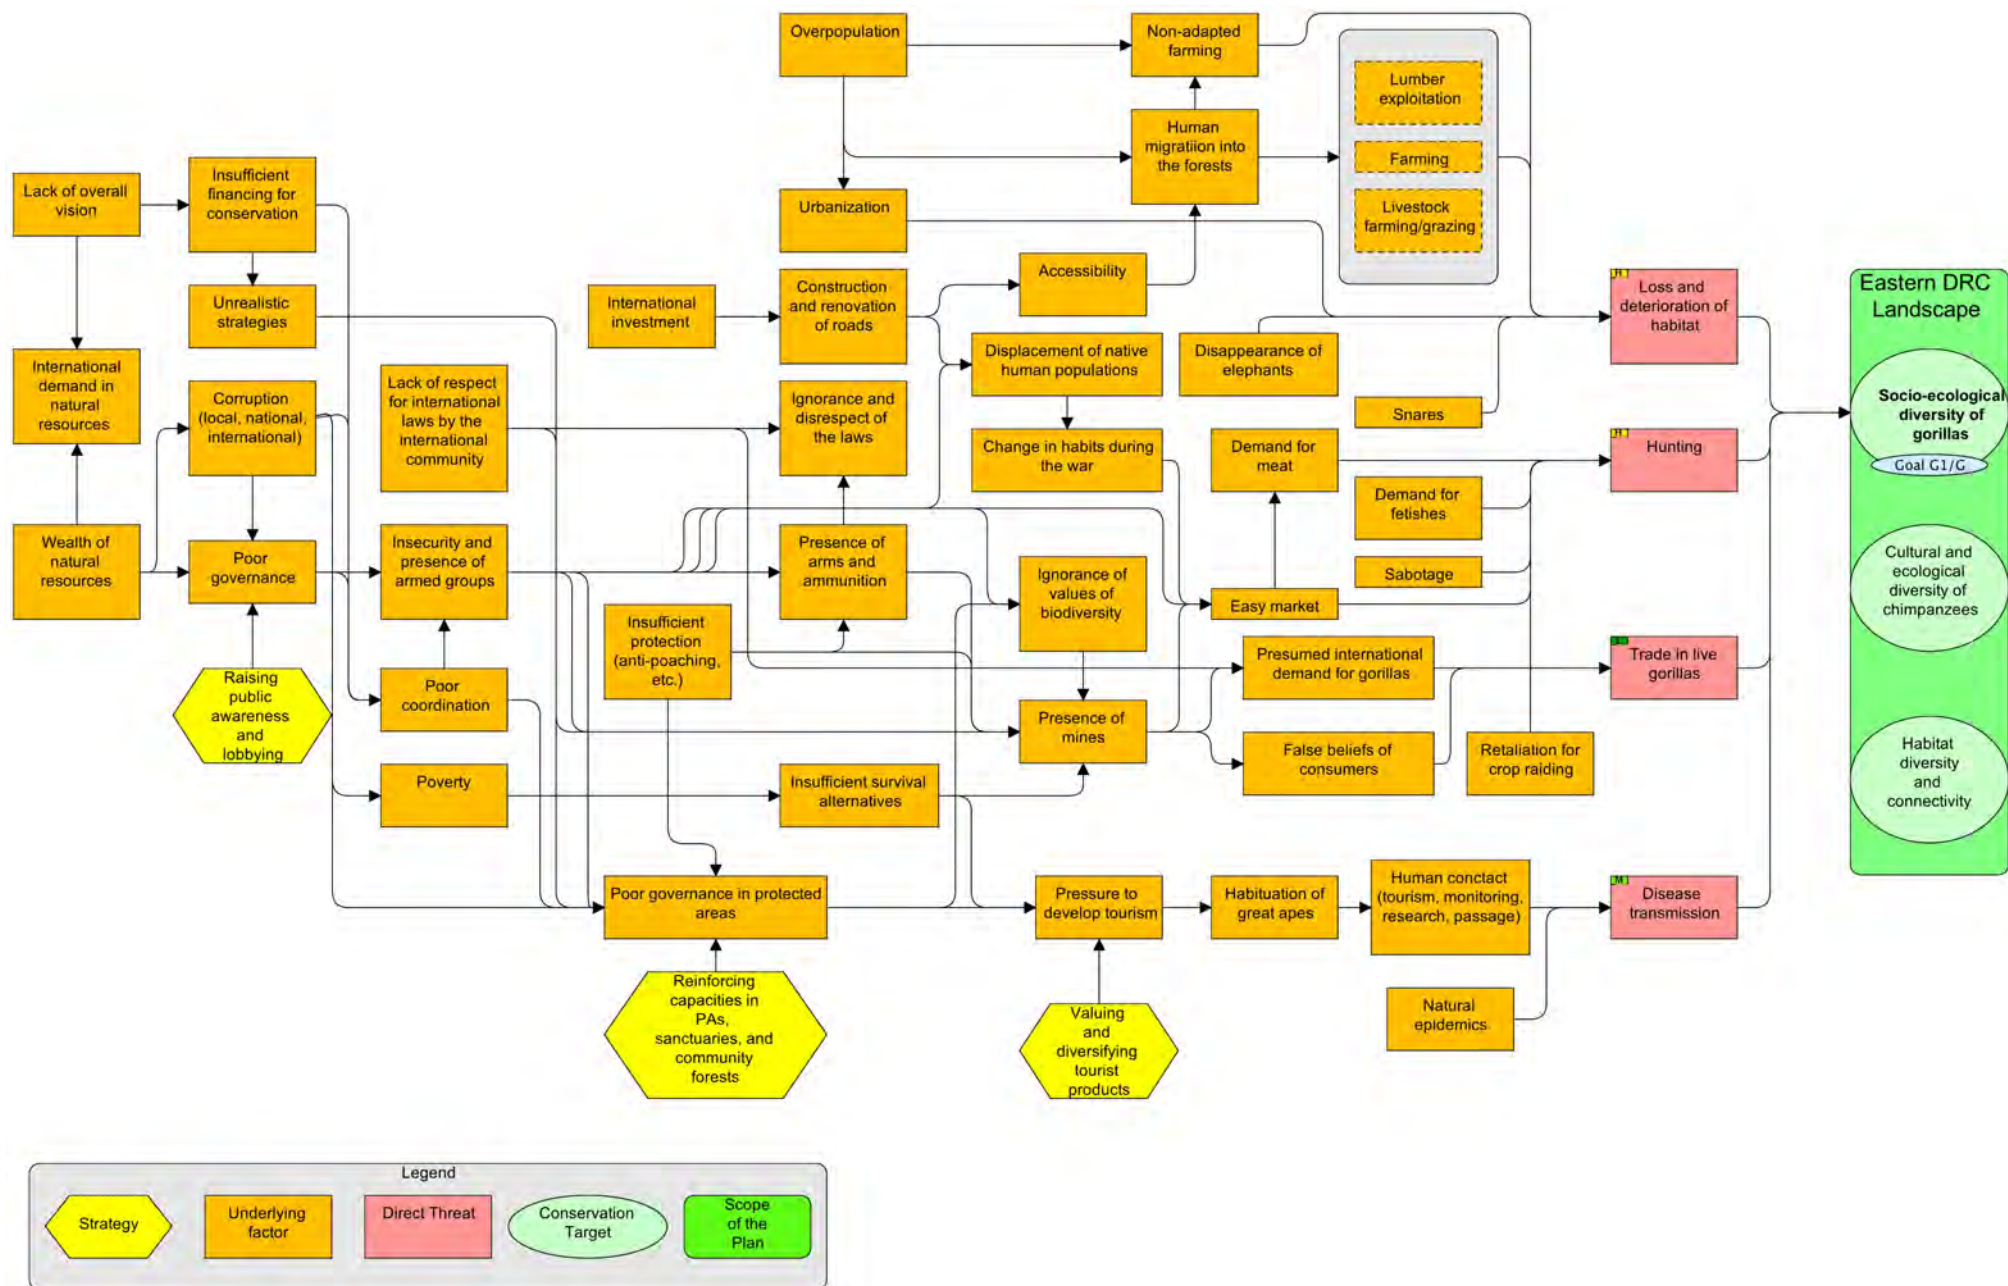 Overpopulation
Non-adapted
farming
Lumber
exploitation
Human
migratiion into
the forests
Farming
Livestock
farming/grazing
Insufficient
financing for
conservation
Lack of overall
vision
Urbanization
Accessibility
Construction
and renovation
of roads
International
investment
Unrealistic
strategies
H
Loss and
deterioration of
habitat
Eastern DRC
Landscape
Displacement of native
human populations
Disappearance of
elephants
International
demand in
natural
resources
Corruption
(local, national,
international)
Lack of respect
for international
laws by the
international
community
Ignorance and
disrespect of
the laws
Snares
Socio-ecological
diversity of
gorillas
Goal G1/G
Change in habits during
the war
Demand for
meat
H
Hunting
Demand for
fetishes
Wealth of
natural
resources
Poor
governance
Insecurity and
presence of
armed groups
Presence of
arms and
ammunition
Ignorance of
values of
biodiversity
Sabotage
Easy market
Cultural and
ecological
diversity of
chimpanzees
Insufficient
protection
(anti-poaching,
etc.)
Presumed international
demand for gorillas
Trade in live
gorillas
Raising
public
awareness
and
lobbying
Poor
coordination
Presence of
mines
False beliefs of
consumers
Retaliation for
crop raiding
Habitat
diversity
and
connectivity
Poverty
Insufficient survival
alternatives
Poor governance in protected
areas
Pressure to
develop tourism
Habituation of
great apes
Human conctact
(tourism, monitoring,
research, passage)
M
Disease
transmission
Reinforcing
capacities in
PAs,
sanctuaries, and
community
forests
Valuing
and
diversifying
tourist
products
Natural
epidemics
Legend
Strategy
Underlying
factor
Direct Threat
Conservation
Target
Scope
of the
Plan